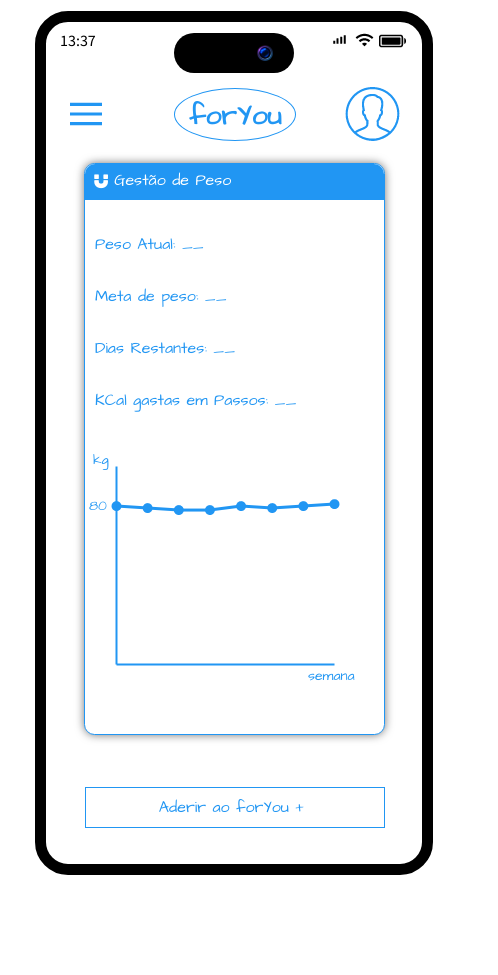 13:37
forYou
Gestão de Peso
Peso Atual: __
Meta de peso: __
Dias Restantes: __
KCal gastas em Passos: __
kg
80
semana
Aderir ao forYou +